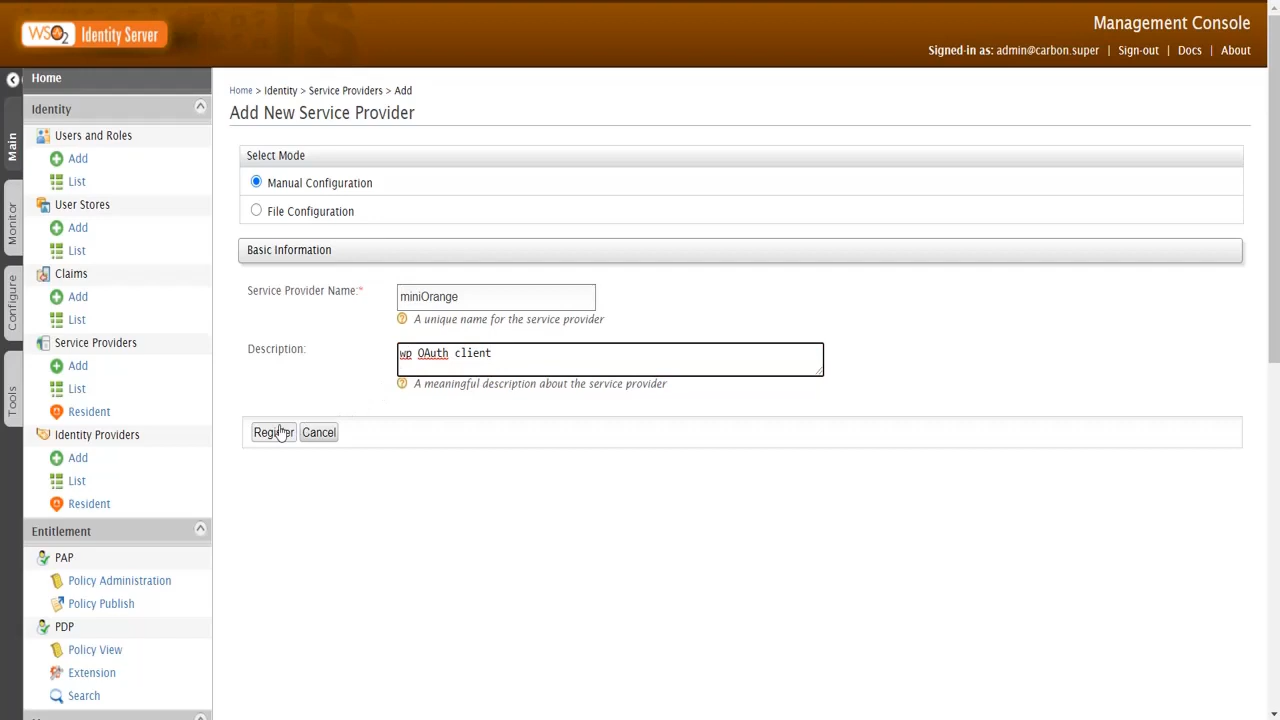 WSO2 Identity Server
Management Console
Signed-in as: admin@carbon.super | Sign-out | Docs | About
Main
Monitor
Configure
Tools
Home
Identity
Users and Roles
Add
List
User Stores
Add
List
Claims
Add
List
Service Providers
Add
List
Resident
Identity Providers
Add
List
Resident
Entitlement
PAP
Policy Administration
Policy Publish
PDP
Policy View
Extension
Search
Home > Identity > Service Providers > Add
Add New Service Provider
Select Mode
Manual Configuration
File Configuration
Basic Information
Service Provider Name:*
miniOrange
A unique name for the service provider
Description:
wp OAuth client
A meaningful description about the service provider
Register Cancel